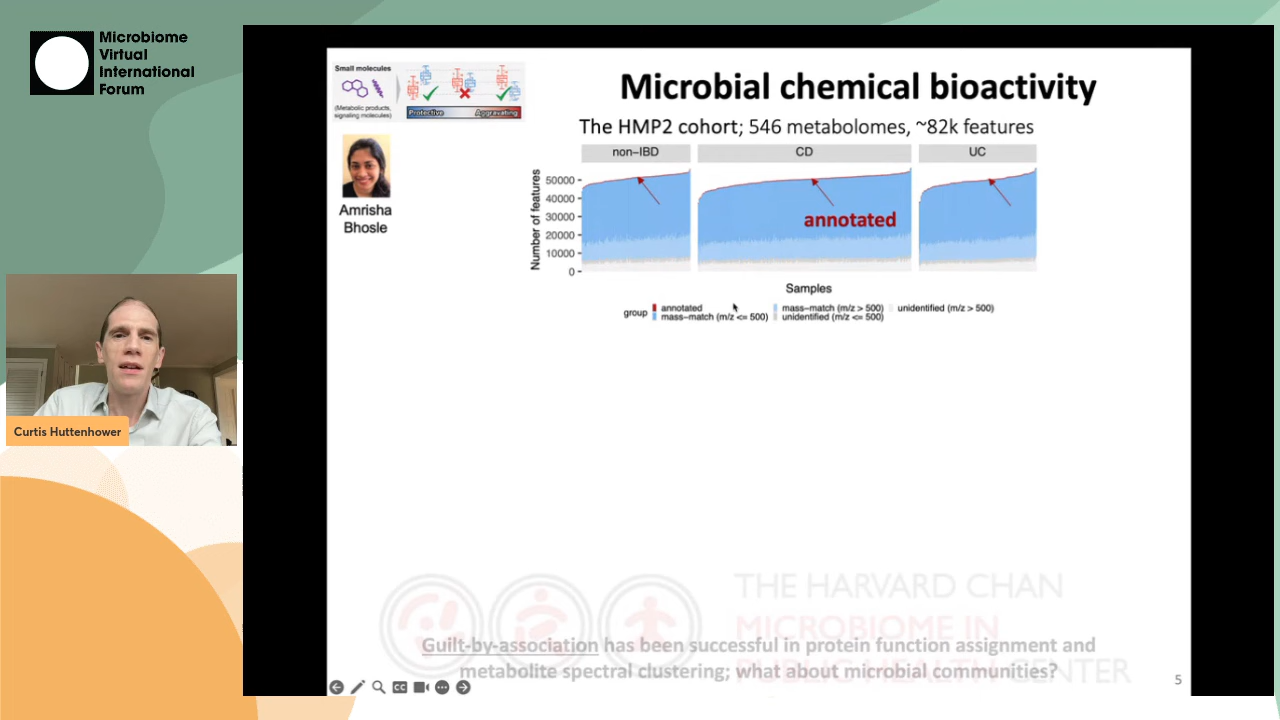 Microbiome
Virtual
International
Forum
Small molecules
(Metabolic products,
signaling molecules)
Protective
Aggravating
Microbial chemical bioactivity
The HMP2 cohort; 546 metabolomes, ~82k features
Amrisha
Bhosle
non-IBD
CD
UC
Number of features
50000
40000
30000
20000
10000
0
annotated
Samples
group
annotated
mass-match (m/z > 500)
unidentified (m/z > 500)
mass-match (m/z <= 500)
unidentified (m/z <= 500)
Curtis Huttenhower
THE HARVARD CHAN
MICROBIOME IN
PUBLIC HEALTH CENTER
Guilt-by-association has been successful in protein function assignment and
metabolite spectral clustering; what about microbial communities?
CC
5